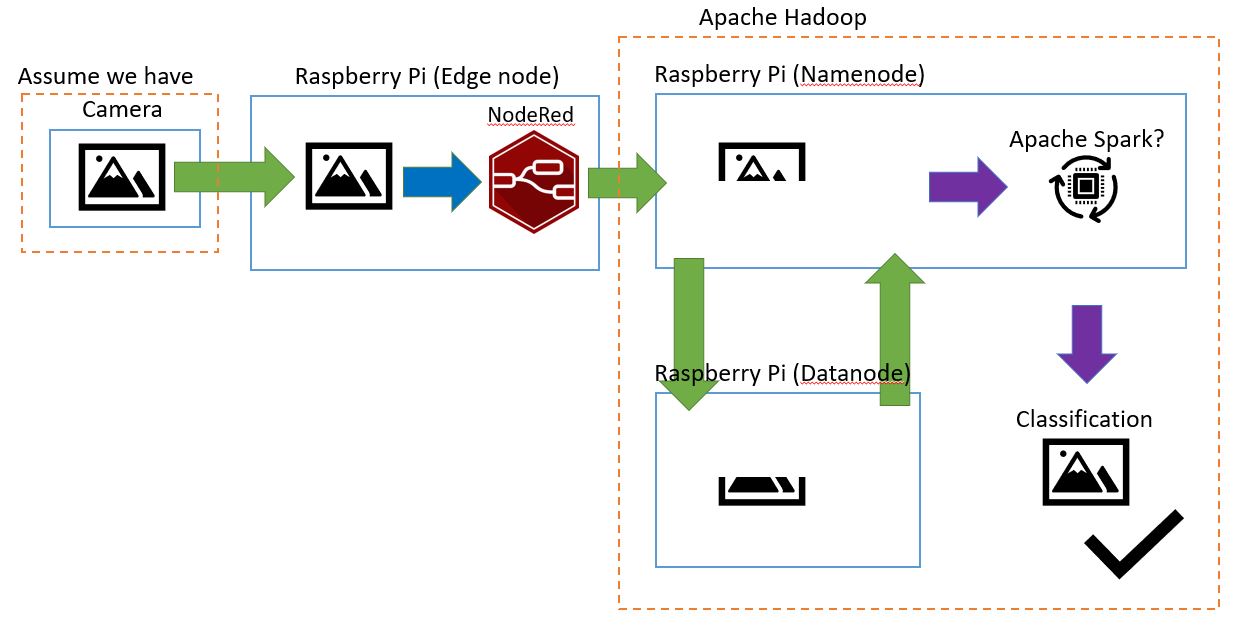 Apache Hadoop
Assume we have
Camera
Raspberry Pi (Edge node)
NodeRed
Raspberry Pi (Namenode)
Apache Spark?
Raspberry Pi (Datanode)
Classification